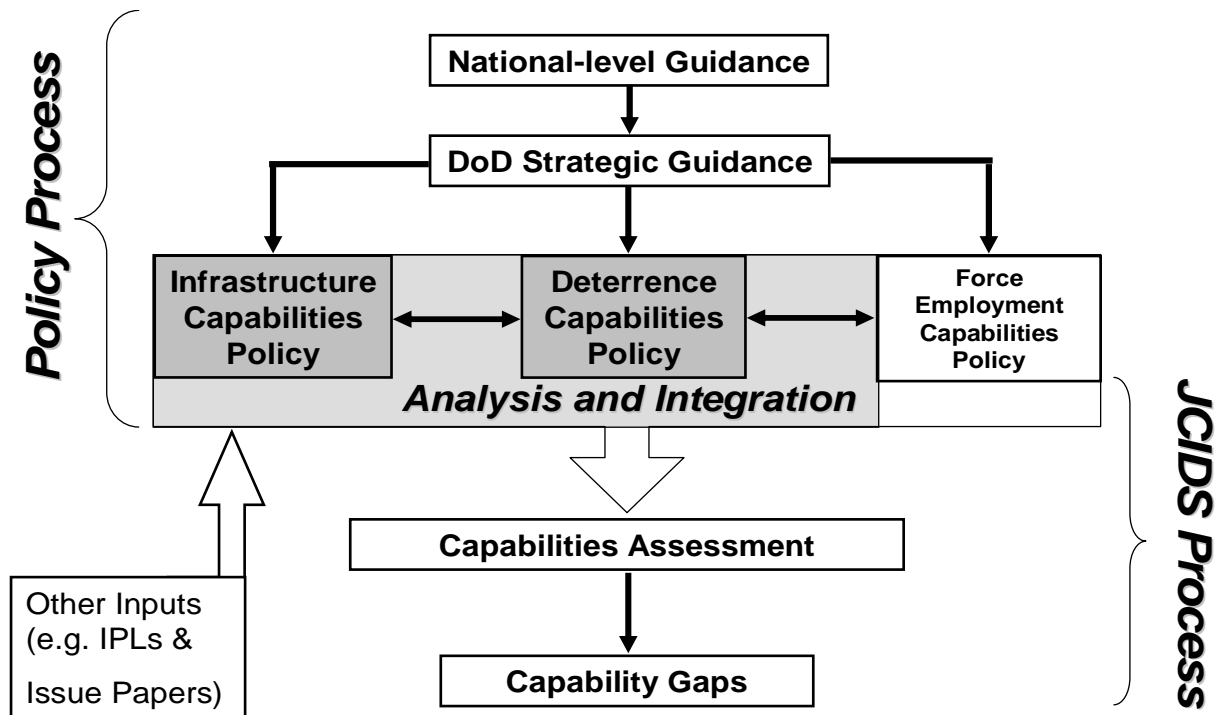 Policy Process
National-level Guidance
DoD Strategic Guidance
Infrastructure
Capabilities
Policy
Deterrence
Capabilities
Policy
Force
Employment
Capabilities
Policy
Analysis and Integration
JCIDS Process
Capabilities Assessment
Other Inputs
(e.g. IPLs &
Issue Papers)
Capability Gaps